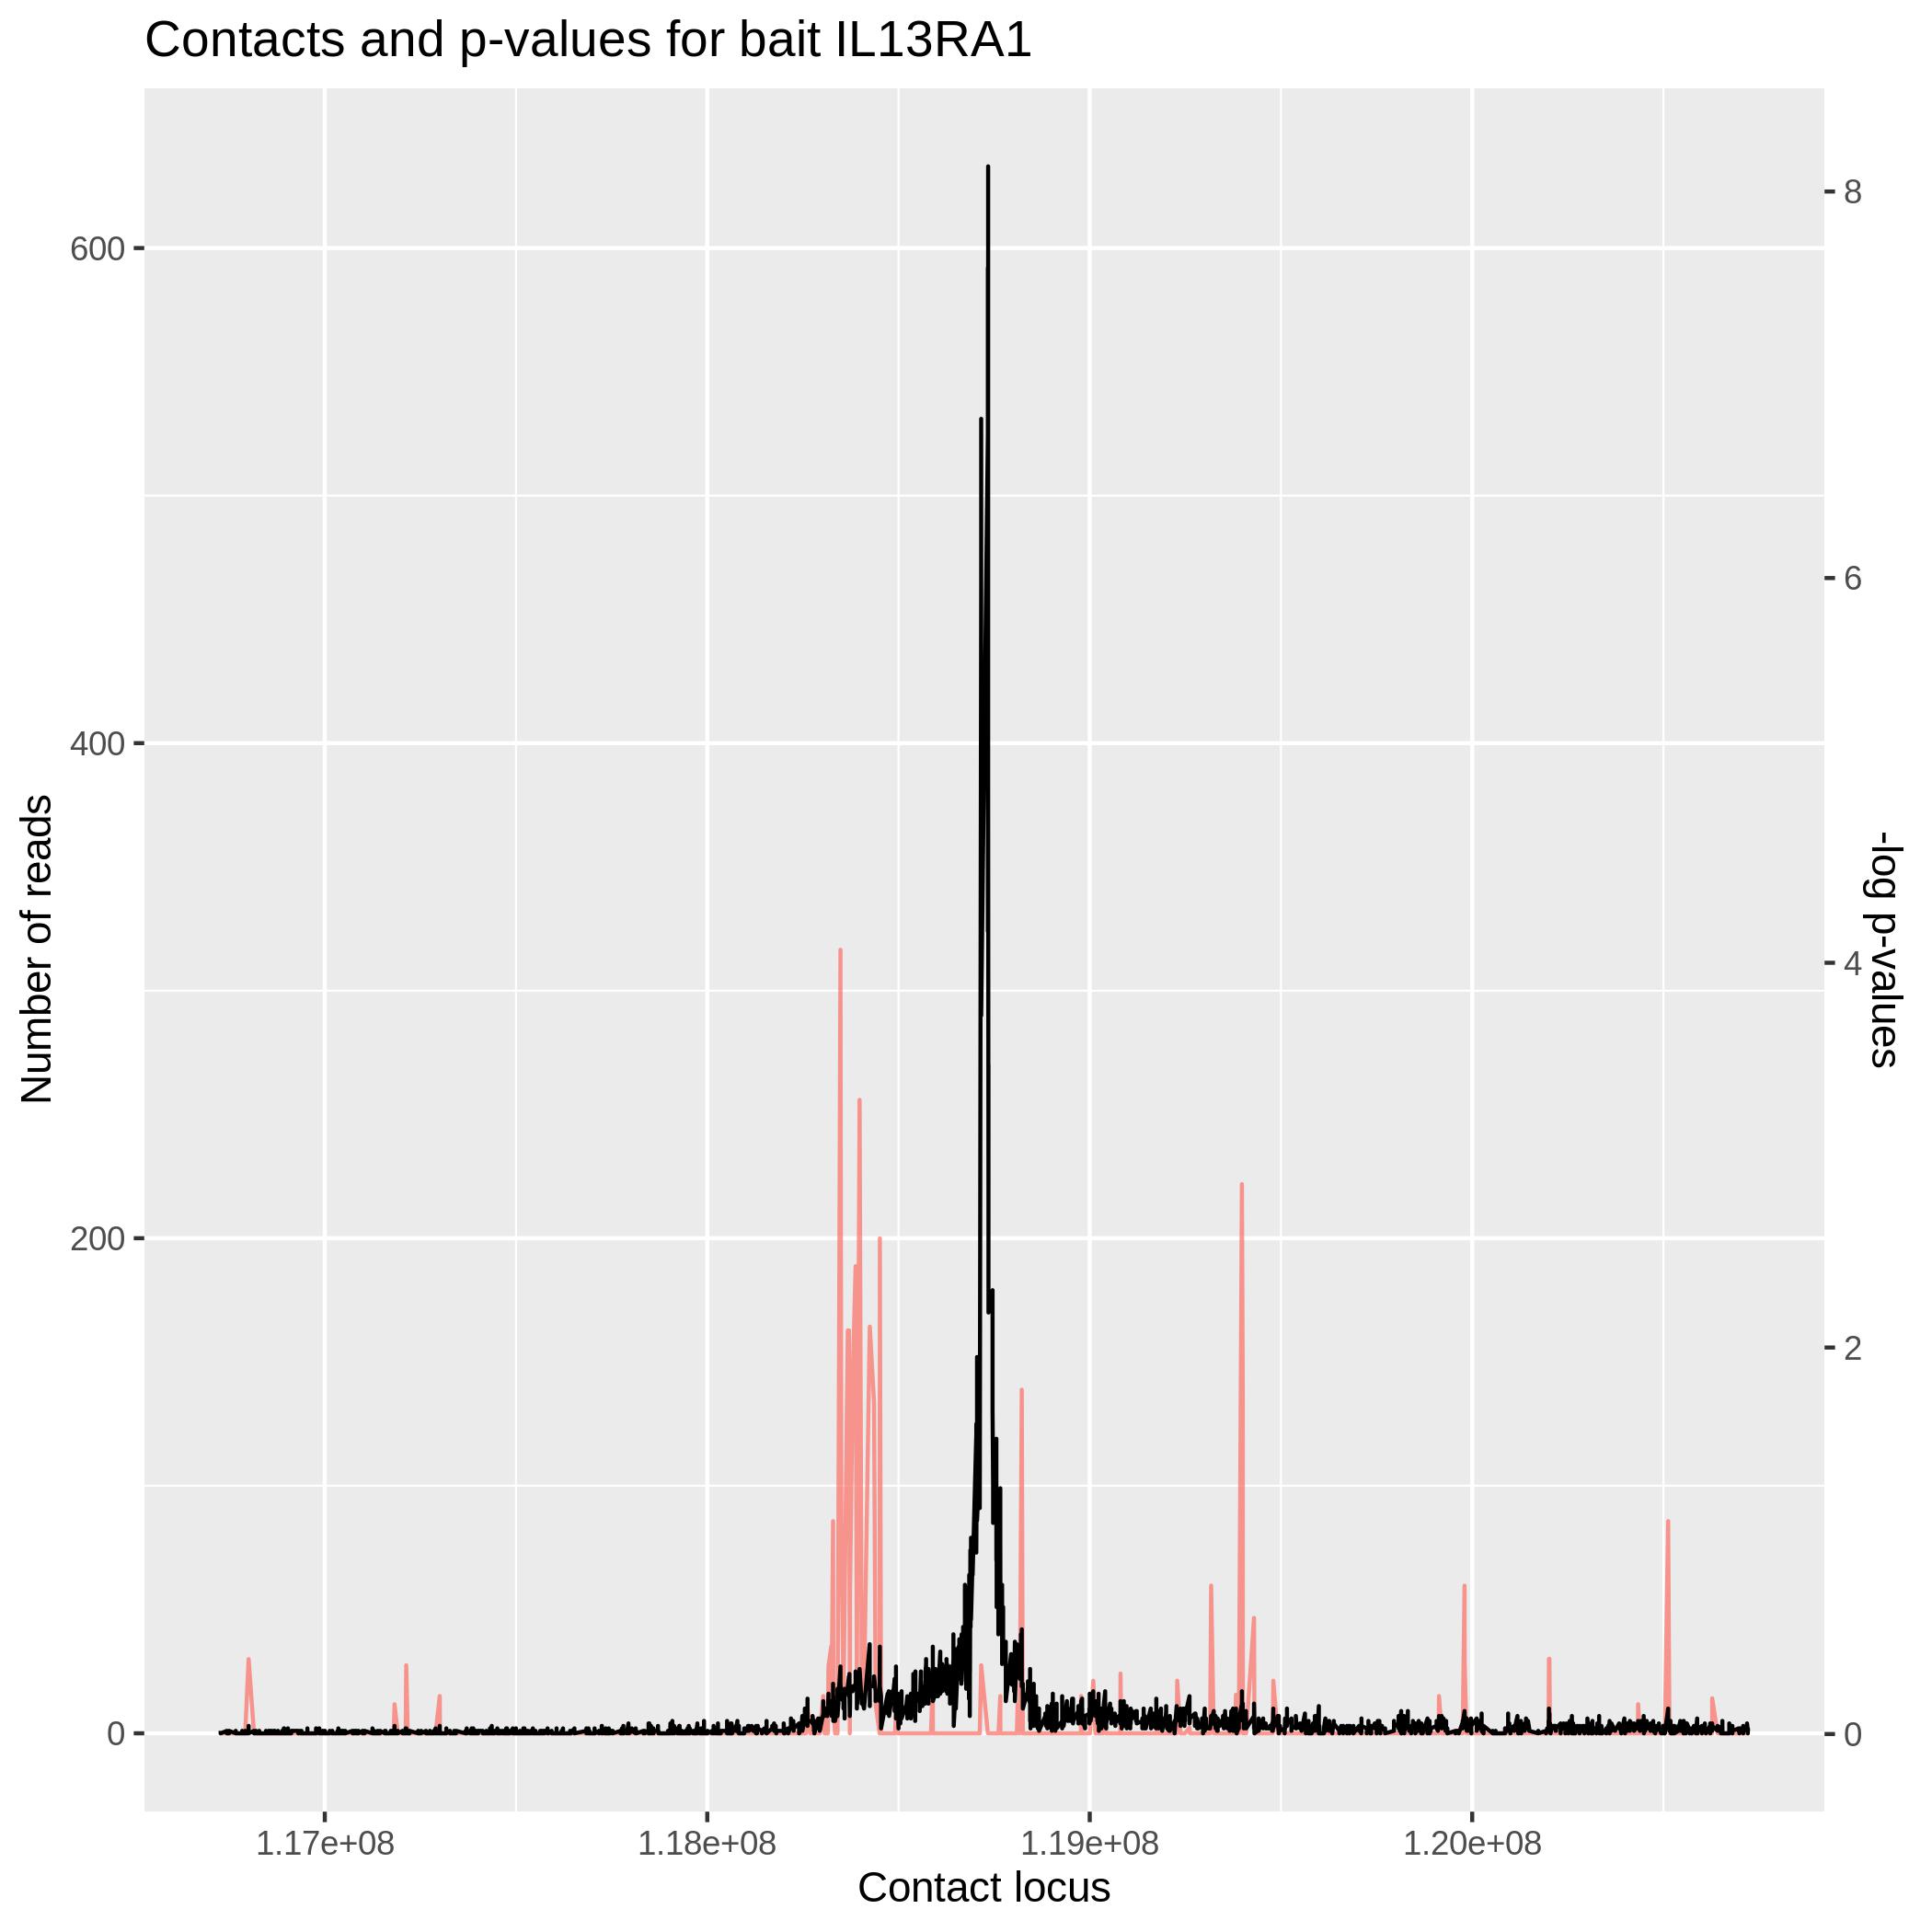 Contacts and p-values for bait IL13RA1
600
400
200
0
Number of reads
8
6
4
2
0
-log p-values
1.17e+08
1.18e+08
1.19e+08
1.20e+08
Contact locus